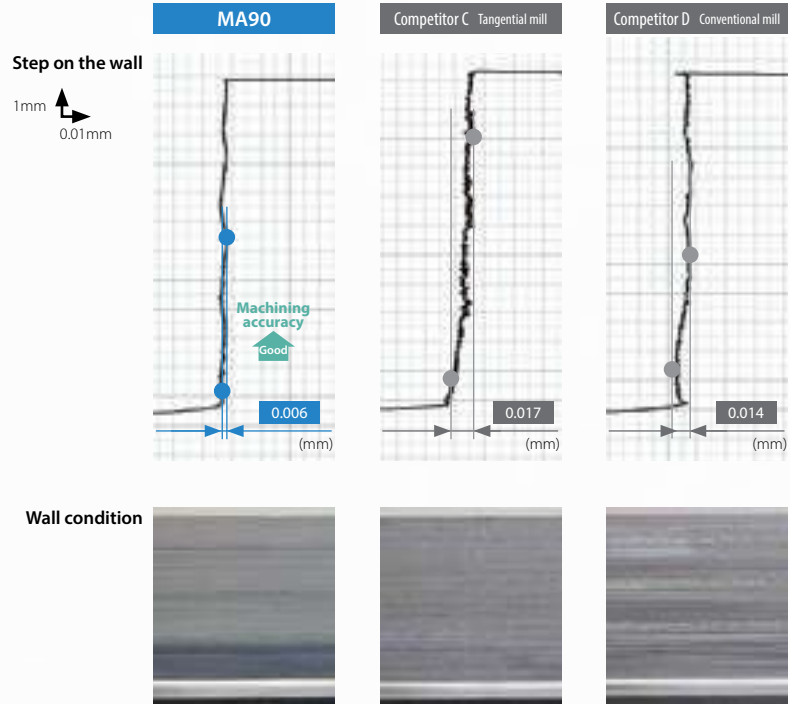 MA90
Competitor C Tangential mill
Competitor D Conventional mill
Step on the wall
1mm
0.01mm
Machining
accuracy
Good
0.006
(mm)
0.017
(mm)
0.014
(mm)
Wall condition